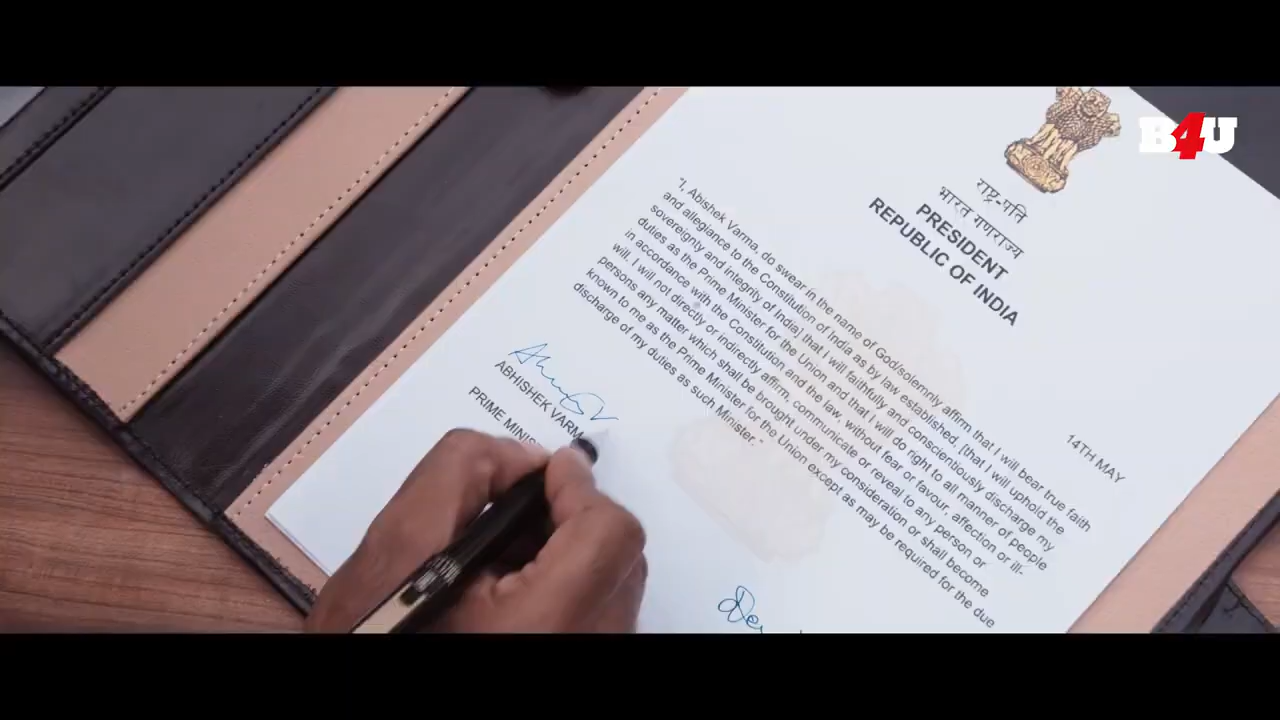 B4U
राष्ट्र-पति
भारत गणराज्य
PRESIDENT
REPUBLIC OF INDIA
14TH MAY
"I, Abishek Varma, do swear in the name of God/solemnly affirm that I will bear true faith
and allegiance to the Constitution of India as by law established, [that I will uphold the
sovereignty and integrity of India] that I will faithfully and conscientiously discharge my
duties as the Prime Minister for the Union and that I will do right to all manner of people
in accordance with the Constitution and the law, without fear or favour, affection or ill-
will. I will not directly or indirectly affirm, communicate or reveal to any person or
persons any matter which shall be brought under my consideration or shall become
known to me as the Prime Minister for the Union except as may be required for the due
discharge of my duties as such Minister."
ABHISHEK VARM
PRIME MINIS